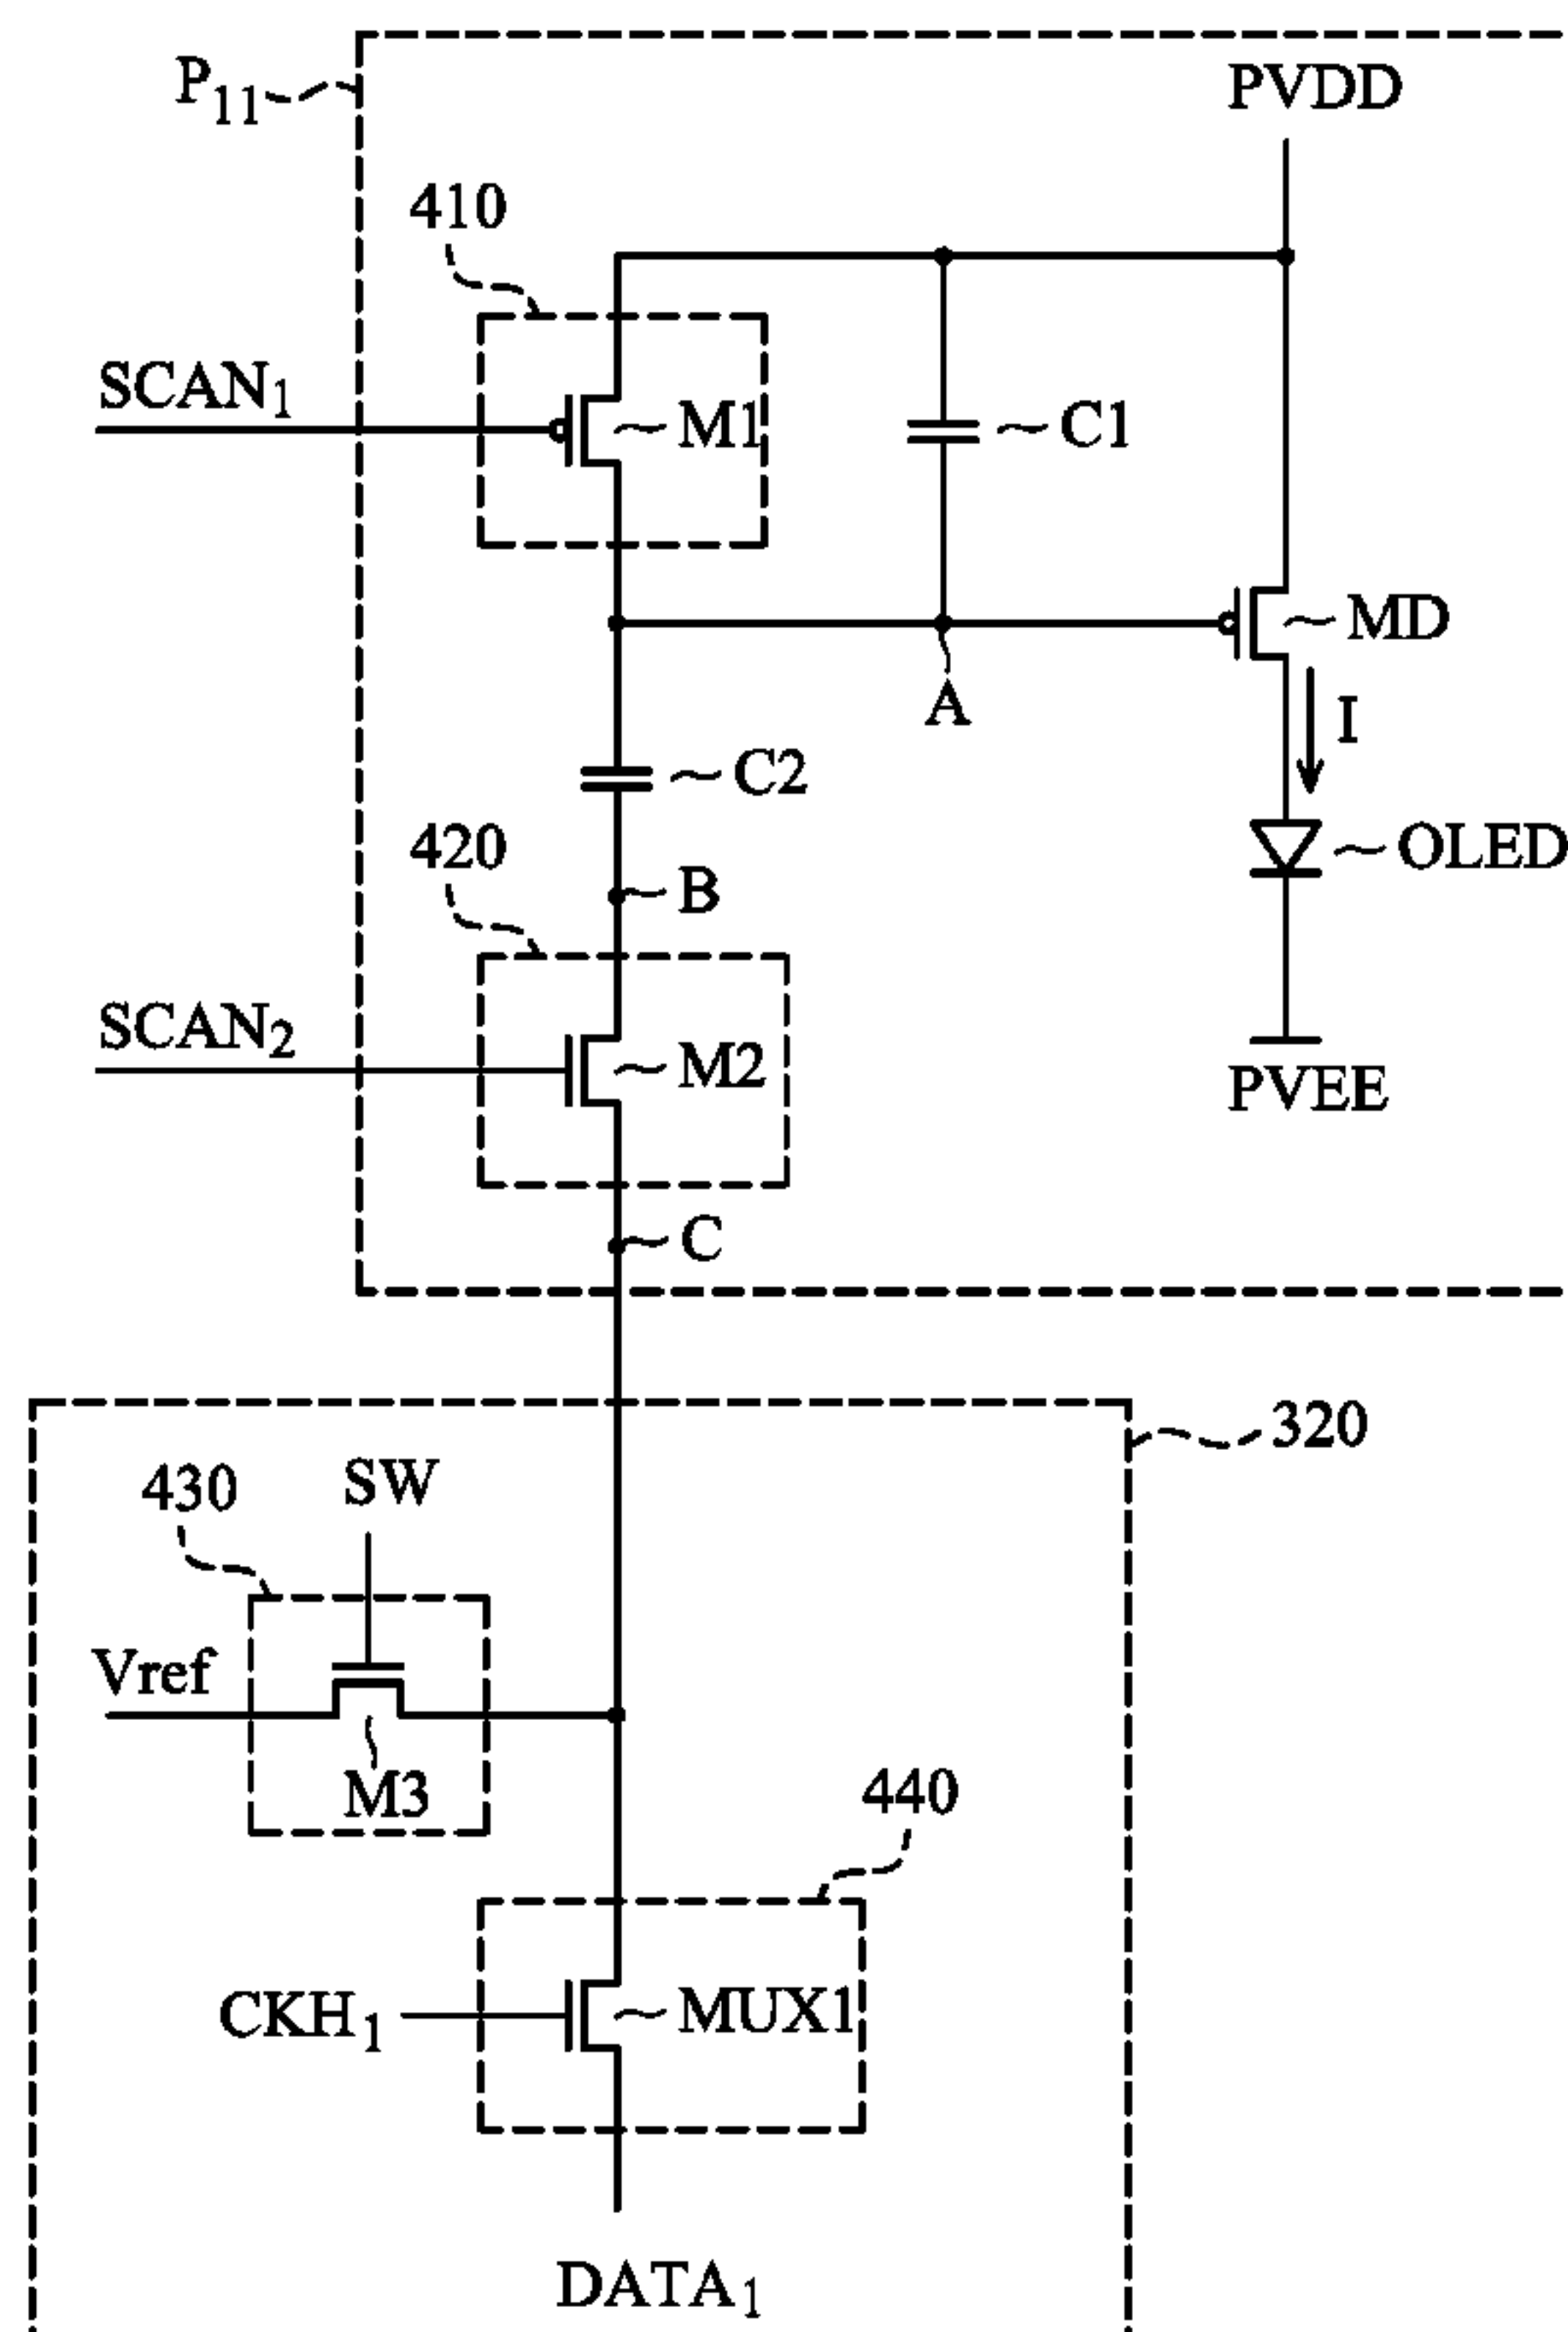 P11
PVDD
410
SCAN1
M1
C1
MD
A
I
C2
420
OLED
B
SCAN2
M2
PVEE
C
320
430
SW
Vref
M3
440
CKH1
MUX1
DATA1